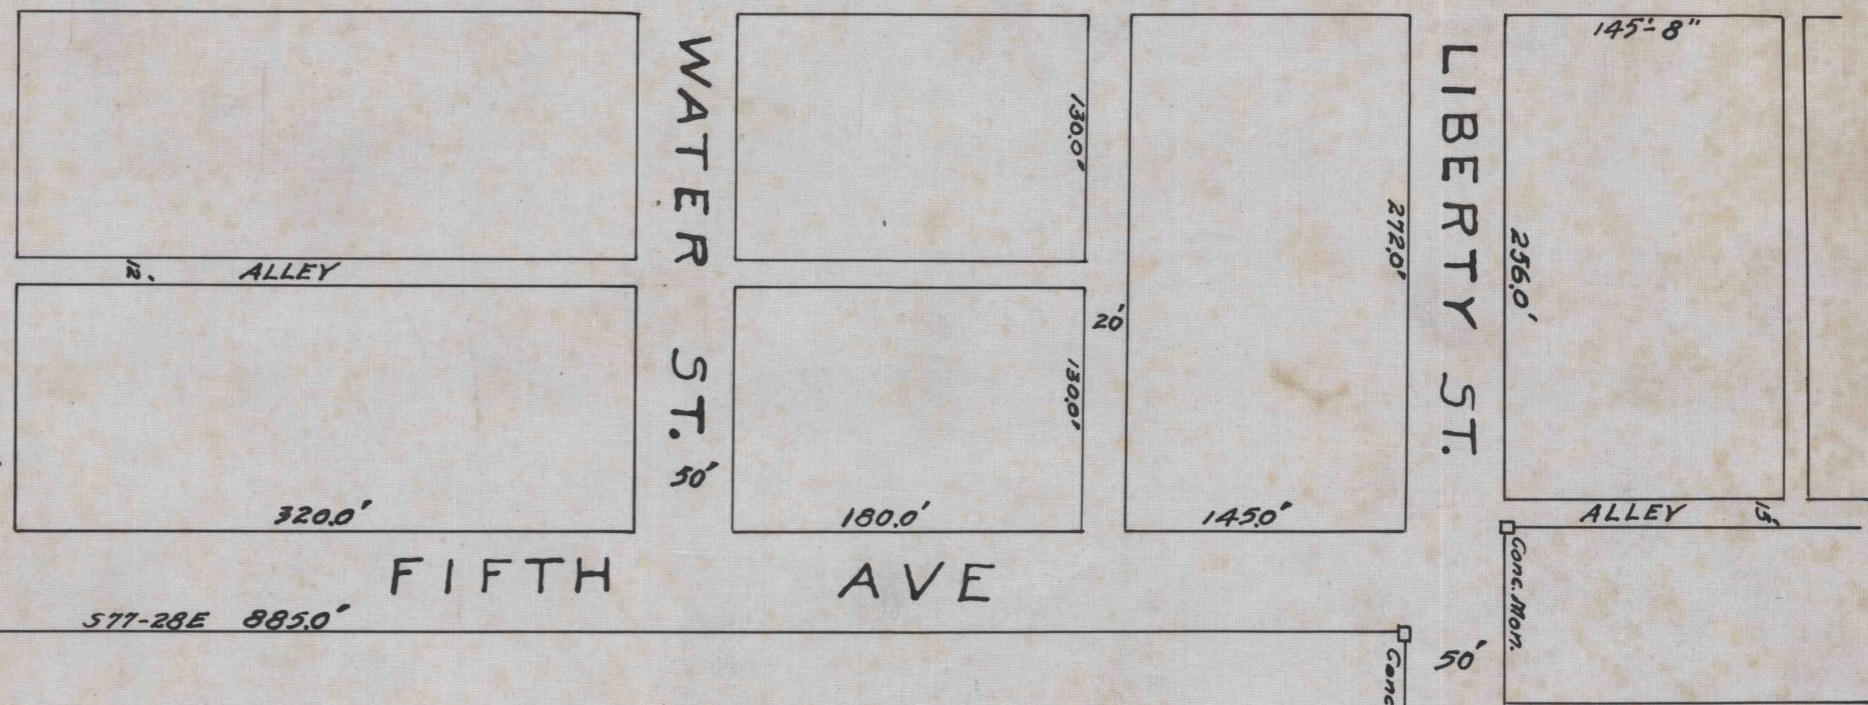 145'-8"
WATER ST.
50'
130.0'
LIBERTY ST.
272.0'
256.0'
12.
ALLEY
20'
130.0'
320.0'
180.0'
145.0'
ALLEY
15'
FIFTH AVE
Conc. Mon.
S77-28E 885.0'
50'
Conc